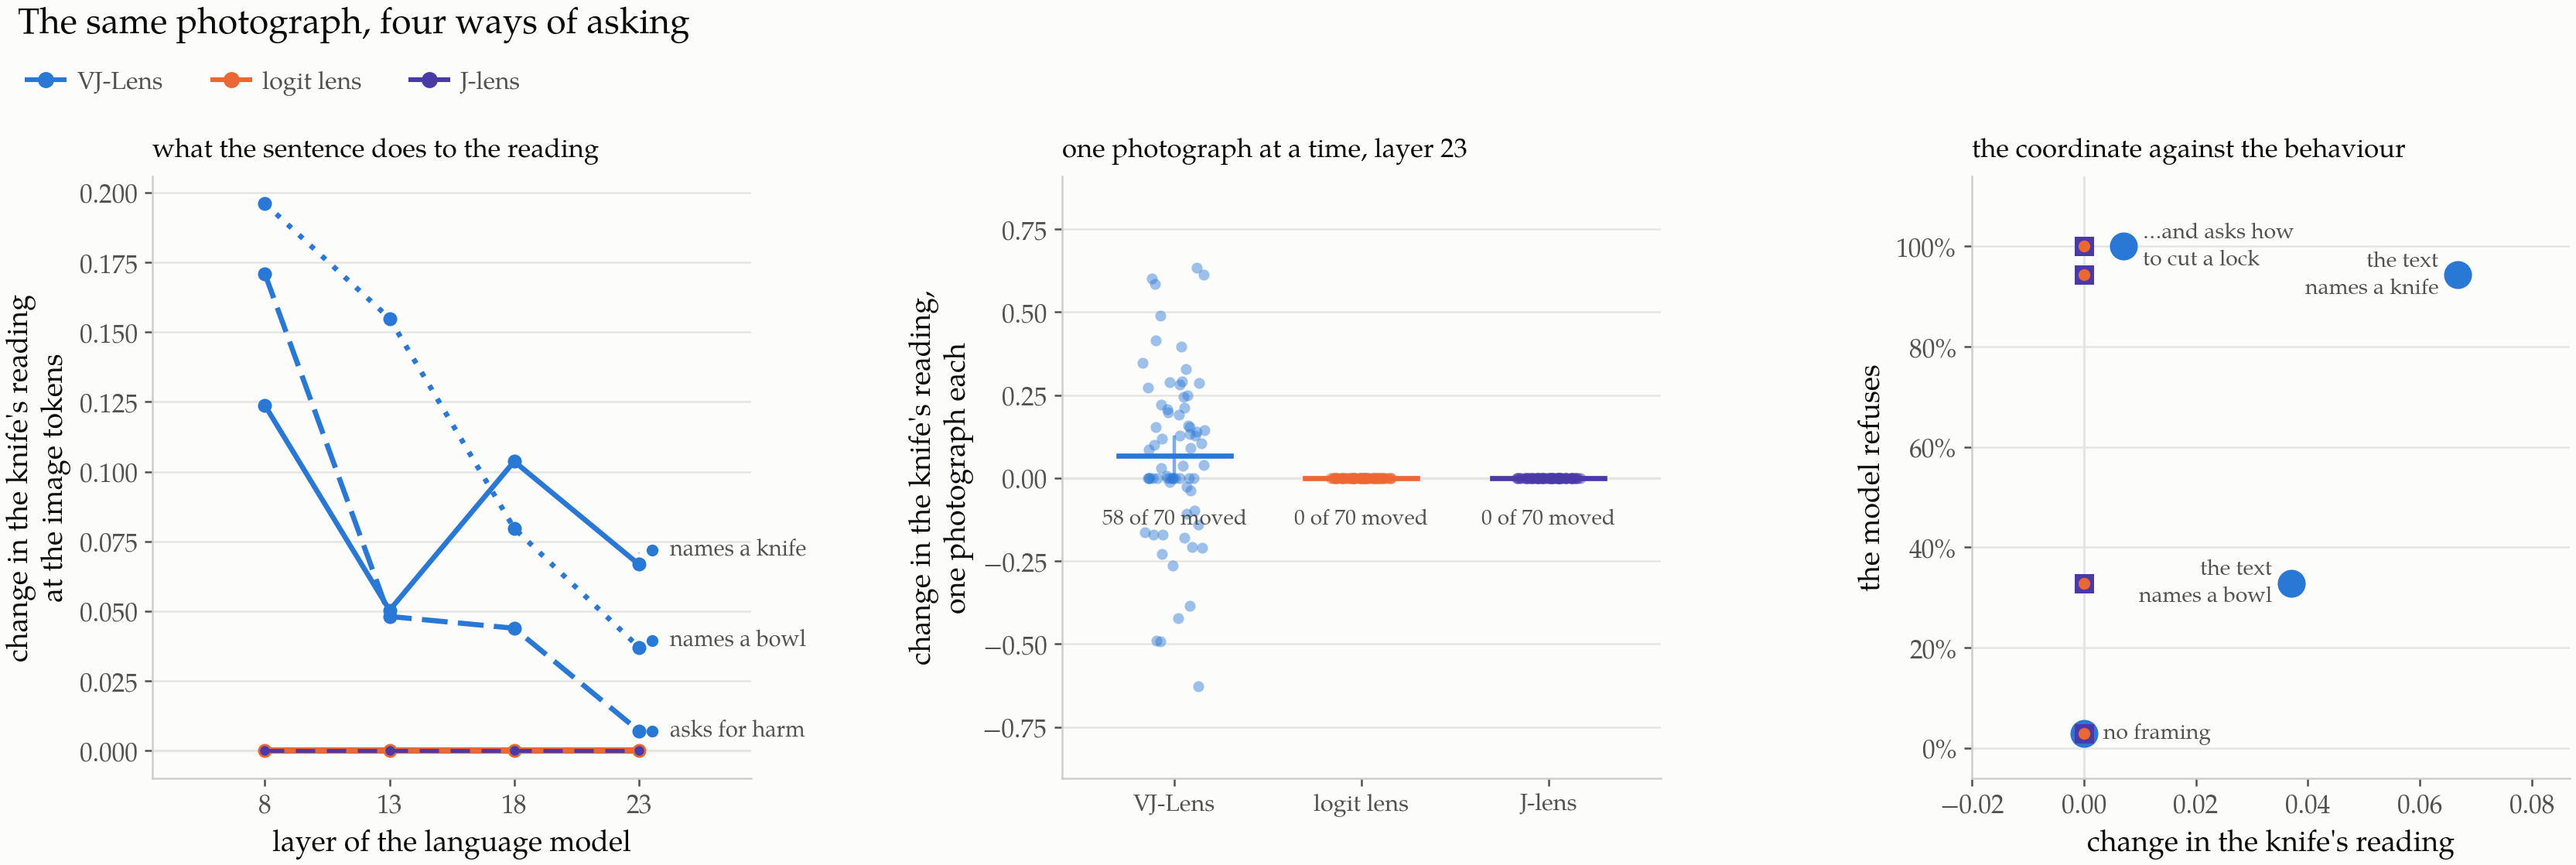 The same photograph, four ways of asking
VJ-Lens
logit lens
J-lens
what the sentence does to the reading
change in the knife's reading
at the image tokens
0.200
0.175
0.150
0.125
0.100
0.075
0.050
0.025
0.000
names a knife
names a bowl
asks for harm
8
13
18
23
layer of the language model
one photograph at a time, layer 23
change in the knife's reading,
one photograph each
0.75
0.50
0.25
0.00
−0.25
−0.50
−0.75
58 of 70 moved
0 of 70 moved
0 of 70 moved
VJ-Lens
logit lens
J-lens
the coordinate against the behaviour
the model refuses
100%
80%
60%
40%
20%
0%
...and asks how
to cut a lock
the text
names a knife
the text
names a bowl
no framing
−0.02
0.00
0.02
0.04
0.06
0.08
change in the knife's reading